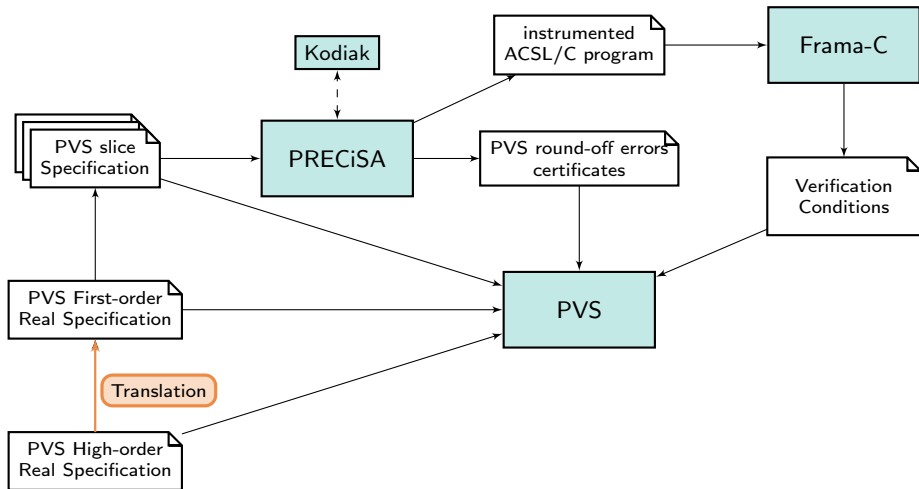 instrumented
ACSL/C program
Frama-C
Kodiak
PVS slice
Specification
PRECiSA
PVS round-off errors
certificates
Verification
Conditions
PVS First-order
Real Specification
PVS
Translation
PVS High-order
Real Specification